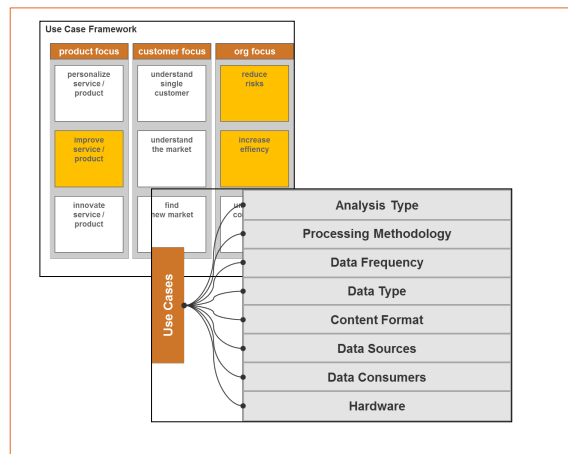 Use Case Framework
product focus
customer focus
org focus
personalize
service /
product
understand
single
customer
reduce
risks
improve
service /
product
understand
the market
increase
effiency
innovate
service /
product
find
new market
Use Cases
Analysis Type
Processing Methodology
Data Frequency
Data Type
Content Format
Data Sources
Data Consumers
Hardware